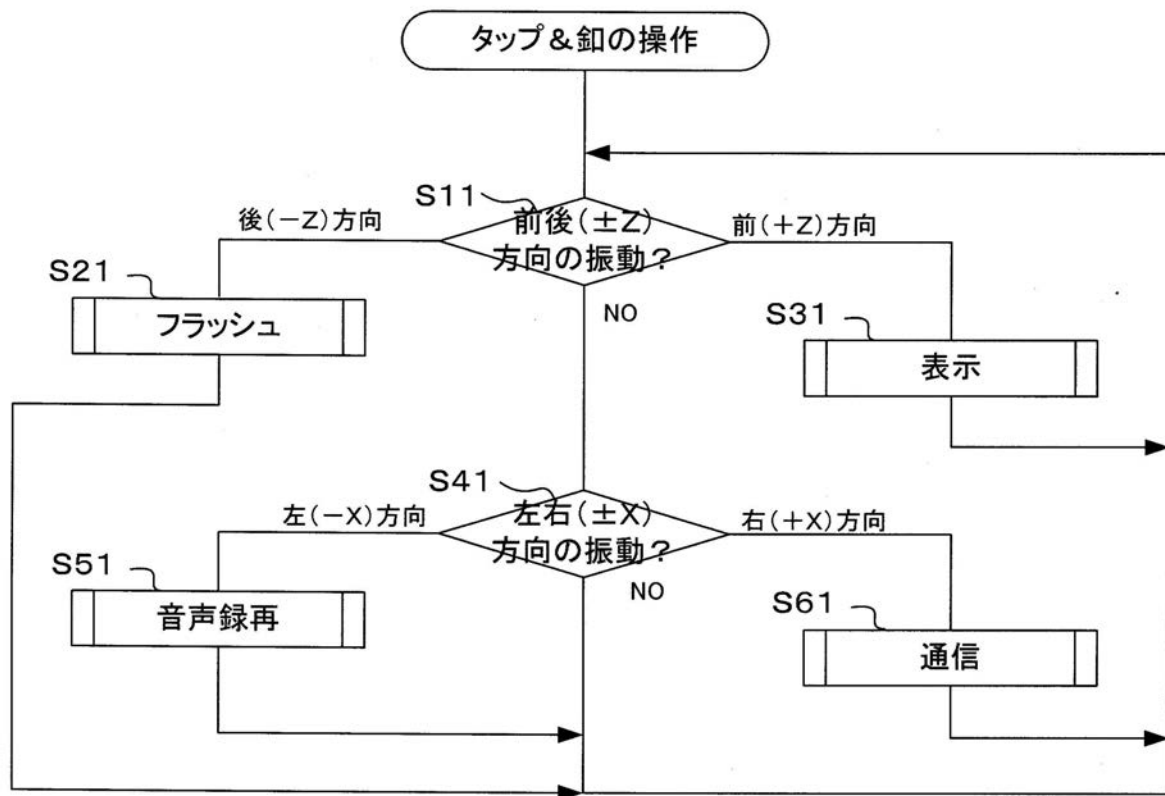 タップ&釦の操作
S11
後(-Z)方向
前後(±Z)
方向の振動?
前(+Z)方向
S21
フラッシュ
NO
S31
表示
S41
左(-X)方向
左右(±X)
方向の振動?
右(+X)方向
S51
音声録再
NO
S61
通信